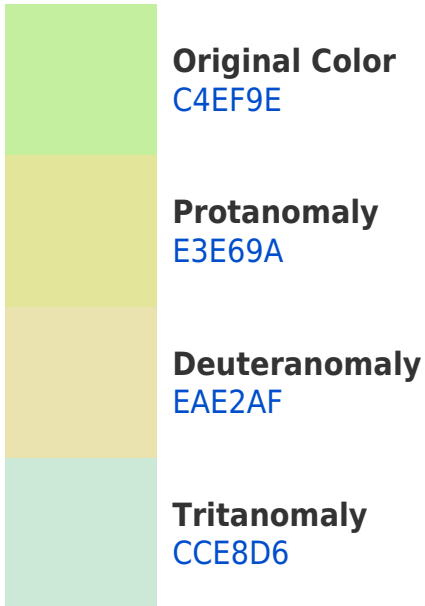 Original Color
C4EF9E
Protanomaly
E3E69A
Deuteranomaly
EAE2AF
Tritanomaly
CCE8D6